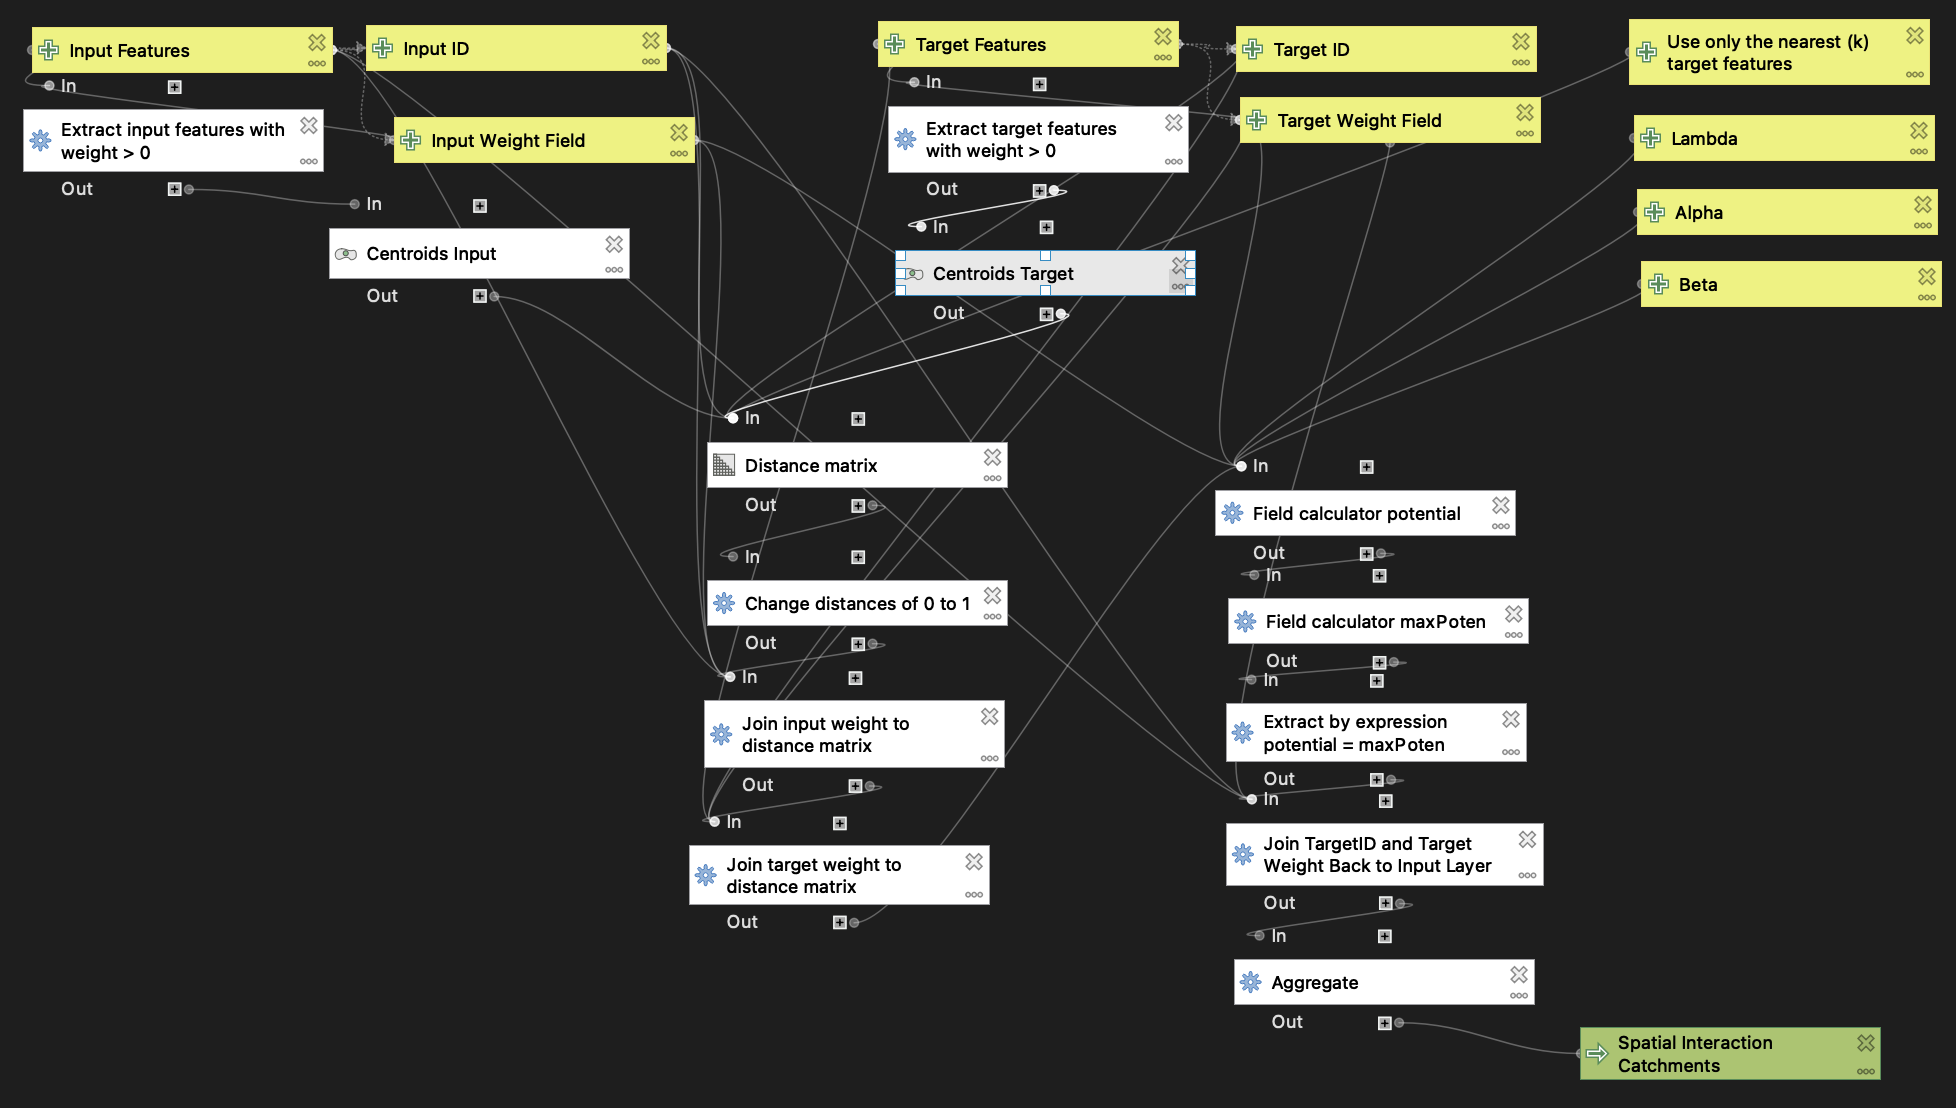 Input Features
In
Extract input features with
weight > 0
Out
Input ID
Input Weight Field
In
Centroids Input
Out
Target Features
In
Extract target features
with weight > 0
Out
In
Centroids Target
Out
Target ID
Target Weight Field
Use only the nearest (k)
target features
Lambda
Alpha
Beta
In
Distance matrix
Out
In
Change distances of 0 to 1
Out
In
Join input weight to
distance matrix
Out
In
Join target weight to
distance matrix
Out
In
Field calculator potential
Out
In
Field calculator maxPoten
Out
In
Extract by expression
potential = maxPoten
Out
In
Join TargetID and Target
Weight Back to Input Layer
Out
In
Aggregate
Out
Spatial Interaction
Catchments